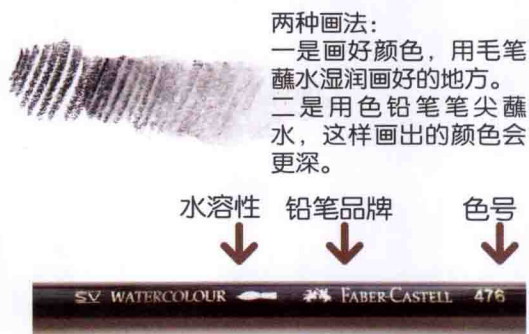 两种画法：
一是画好颜色，用毛笔
蘸水湿润画好的地方。
二是用色铅笔笔尖蘸
水，这样画出的颜色会
更深。
水溶性 铅笔品牌 色号
SV WATERCOLOUR FABER-CASTELL 476